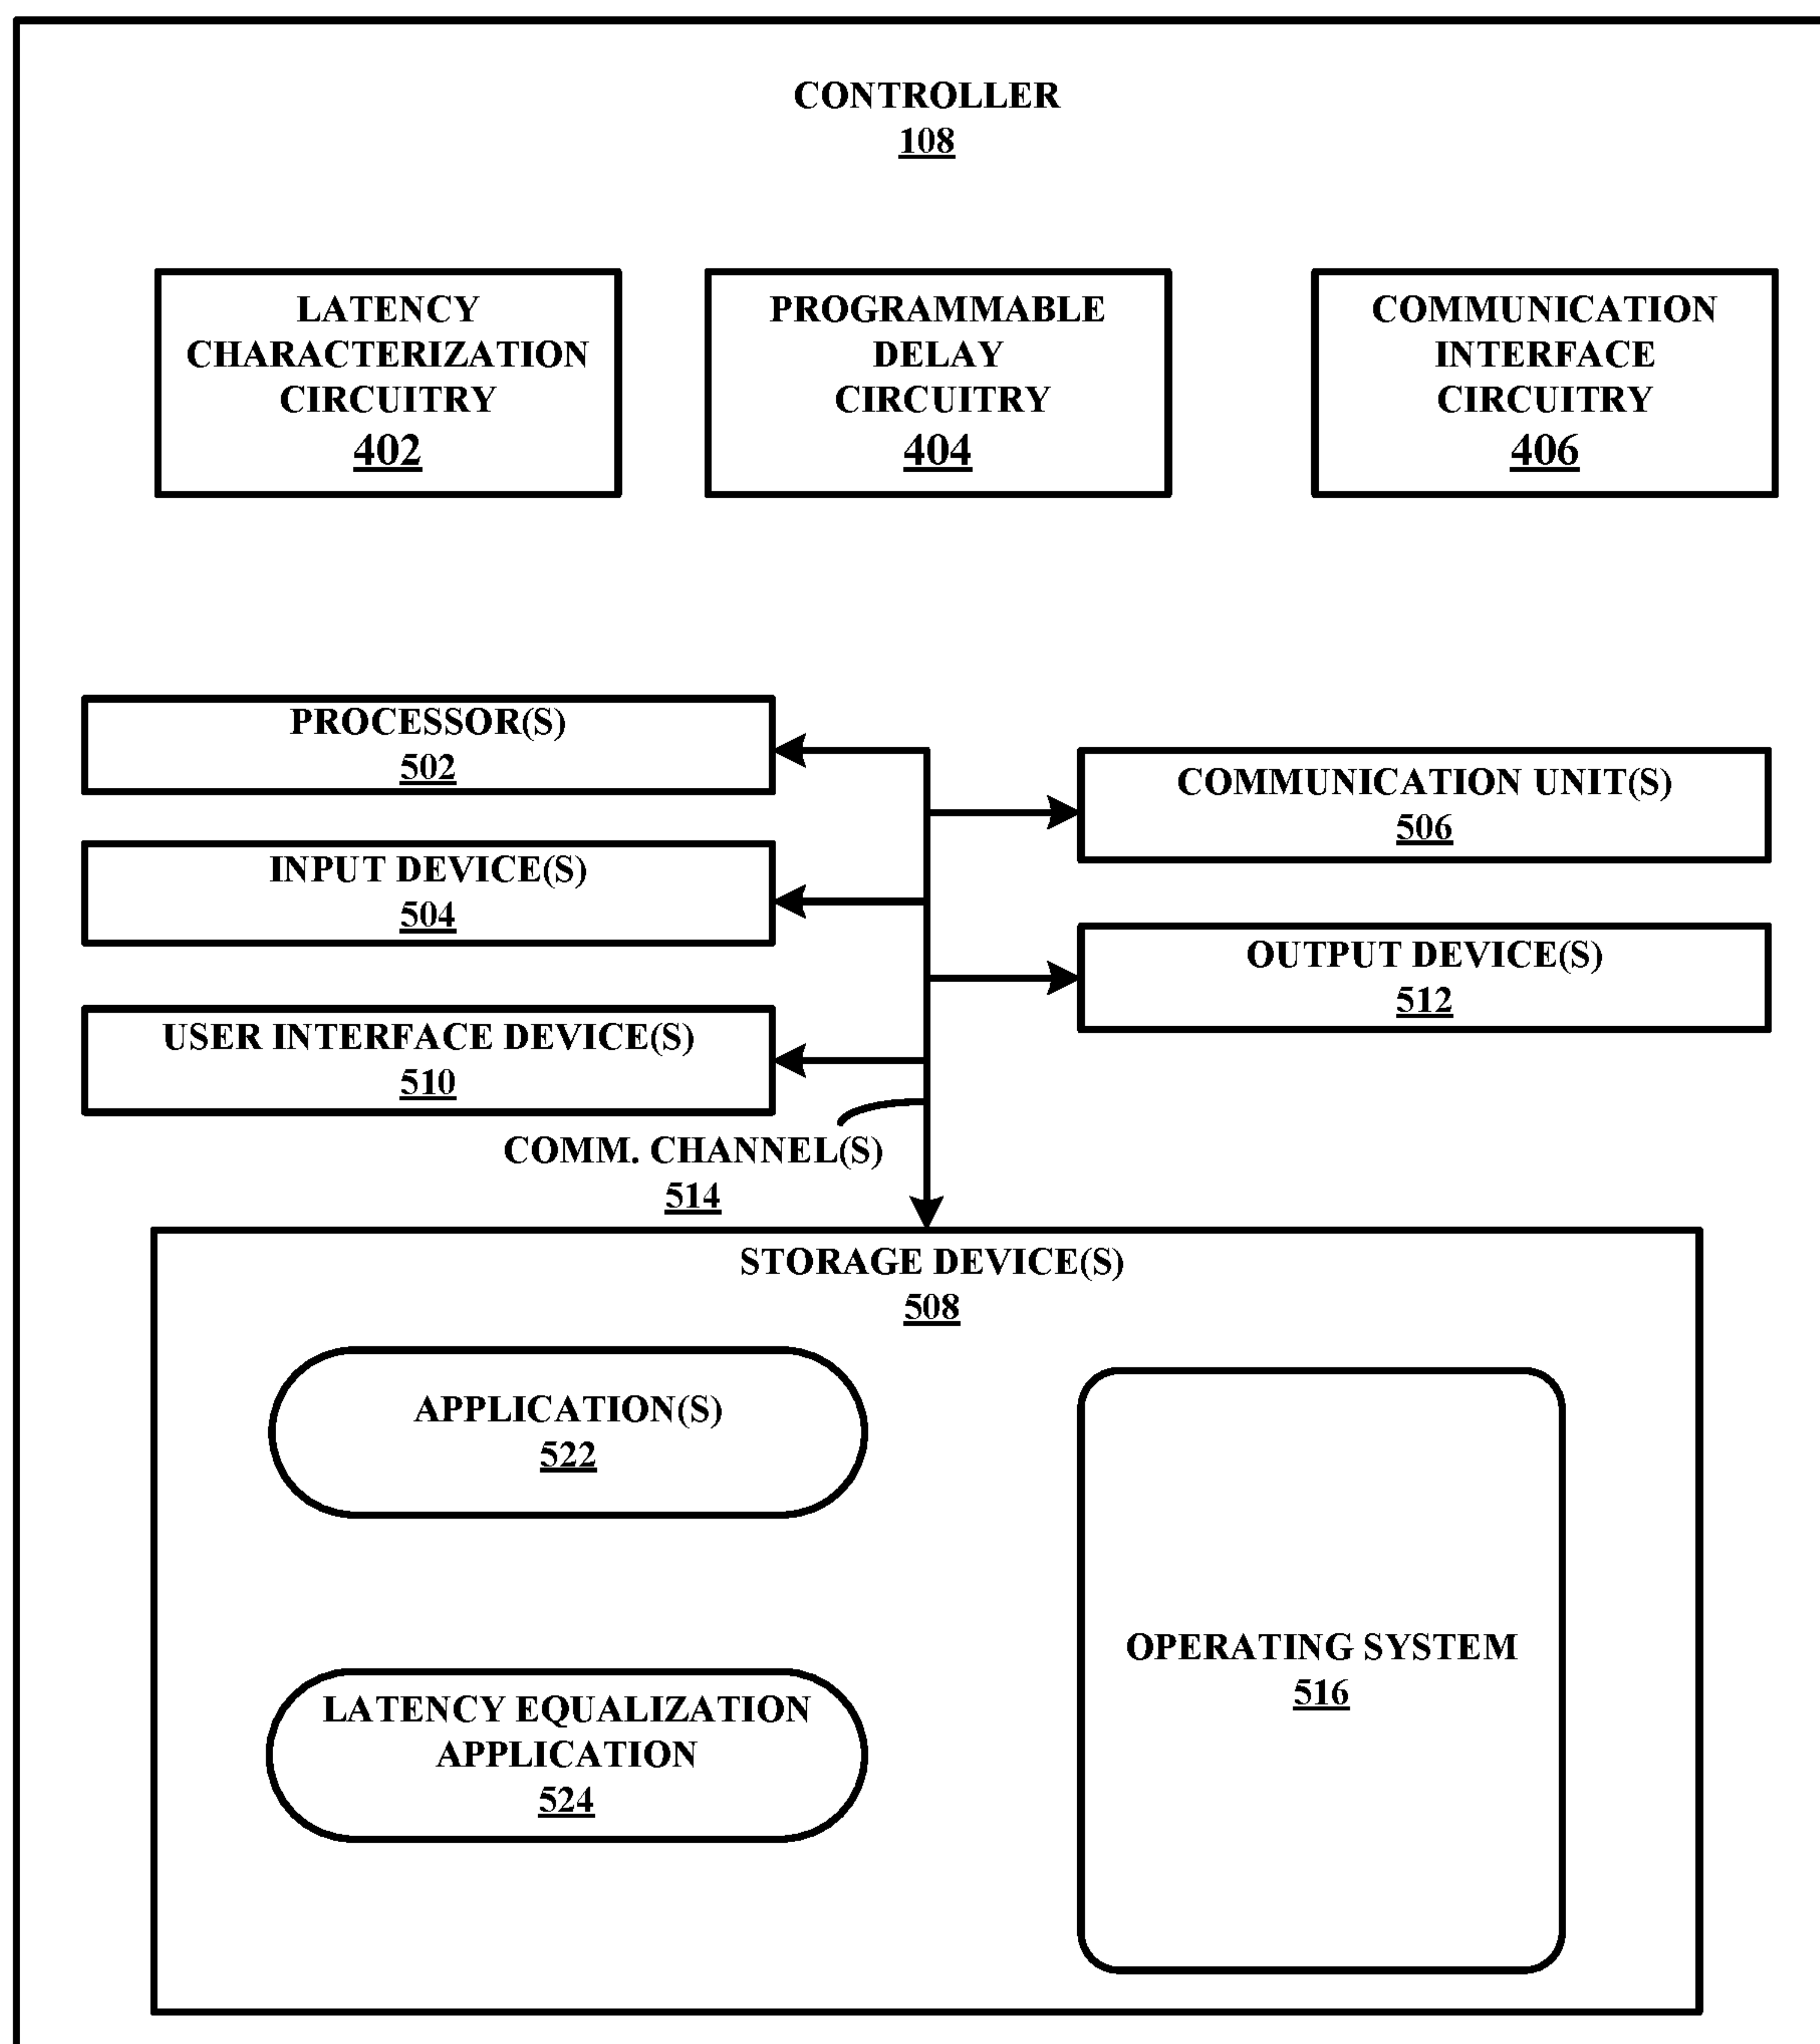 CONTROLLER
108
LATENCY
CHARACTERIZATION
CIRCUITRY
402
PROGRAMMABLE
DELAY
CIRCUITRY
404
COMMUNICATION
INTERFACE
CIRCUITRY
406
PROCESSOR(S)
502
COMMUNICATION UNIT(S)
506
INPUT DEVICE(S)
504
OUTPUT DEVICE(S)
512
USER INTERFACE DEVICE(S)
510
COMM. CHANNEL(S)
514
STORAGE DEVICE(S)
508
APPLICATION(S)
522
LATENCY EQUALIZATION
APPLICATION
524
OPERATING SYSTEM
516